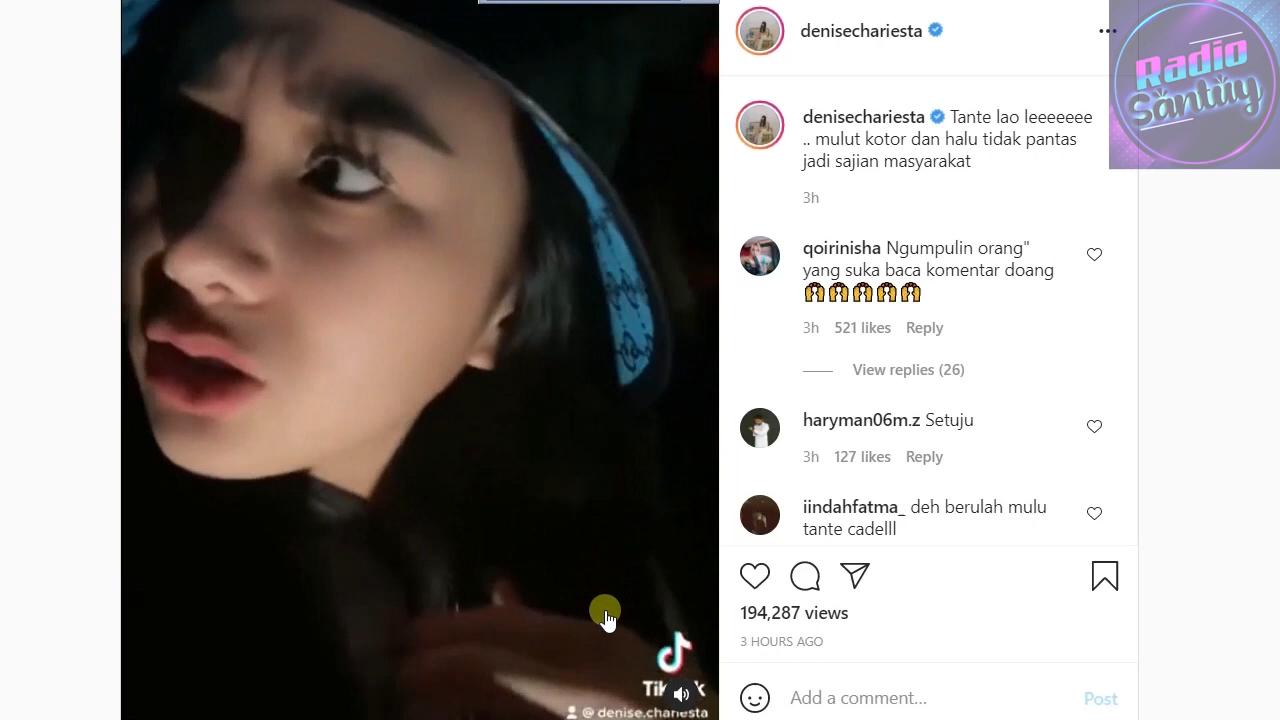 denisechariesta
Radio
Santuy
denisechariesta Tante lao leeeeeee
.. mulut kotor dan halu tidak pantas
jadi sajian masyarakat
3h
qoirinisha Ngumpulin orang"
yang suka baca komentar doang
3h 521 likes Reply
View replies (26)
haryman06m.z Setuju
3h 127 likes Reply
iindahfatma_ deh berulah mulu
tante cadelll
194,287 views
3 HOURS AGO
Add a comment... Post
TikTok
@ denise.chariesta